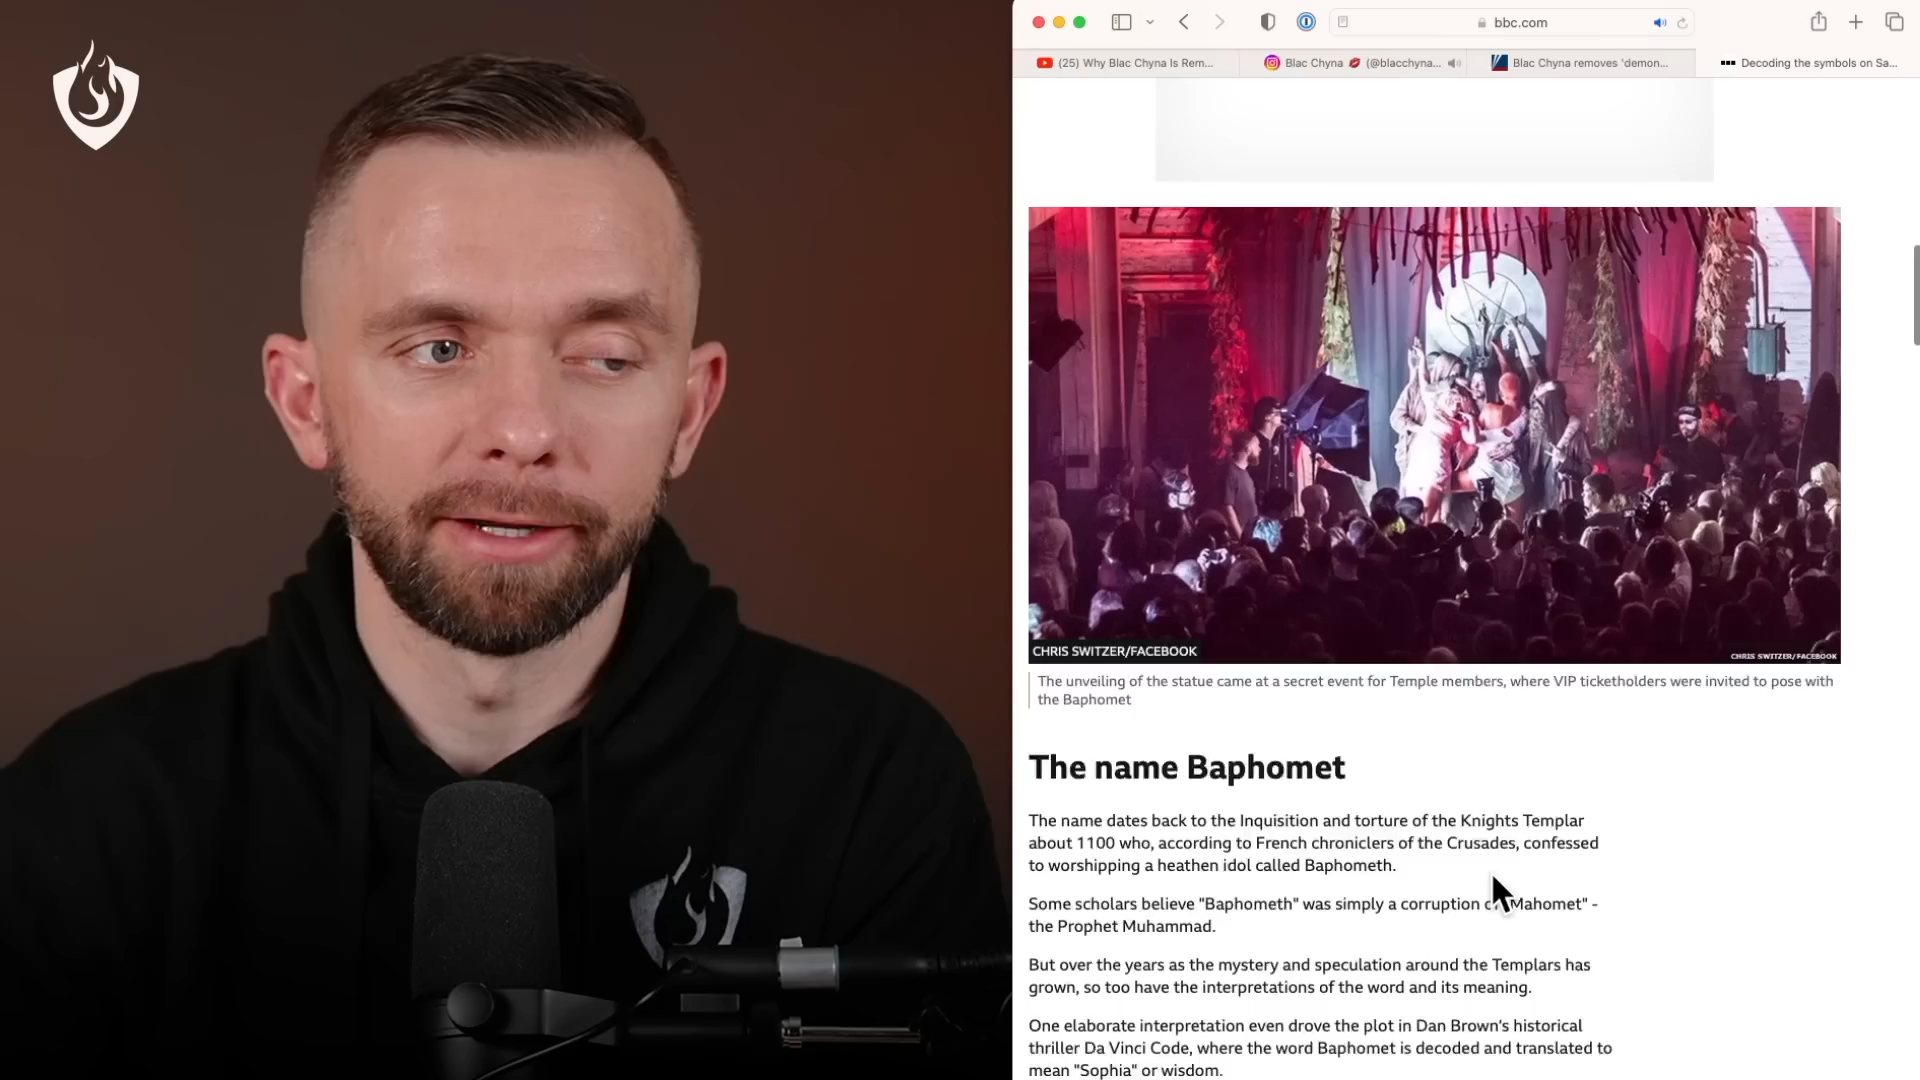 bbc.com
(25) Why Blac Chyna Is Rem...
Blac Chyna 💋 (@blacchyna...
Blac Chyna removes 'demon...
Decoding the symbols on Sa...
CHRIS SWITZER/FACEBOOK
CHRIS SWITZER/FACEBOOK
The unveiling of the statue came at a secret event for Temple members, where VIP ticketholders were invited to pose with
the Baphomet
The name Baphomet
The name dates back to the Inquisition and torture of the Knights Templar
about 1100 who, according to French chroniclers of the Crusades, confessed
to worshipping a heathen idol called Baphometh.
Some scholars believe "Baphometh" was simply a corruption "Mahomet" -
the Prophet Muhammad.
But over the years as the mystery and speculation around the Templars has
grown, so too have the interpretations of the word and its meaning.
One elaborate interpretation even drove the plot in Dan Brown's historical
thriller Da Vinci Code, where the word Baphomet is decoded and translated to
mean "Sophia" or wisdom.